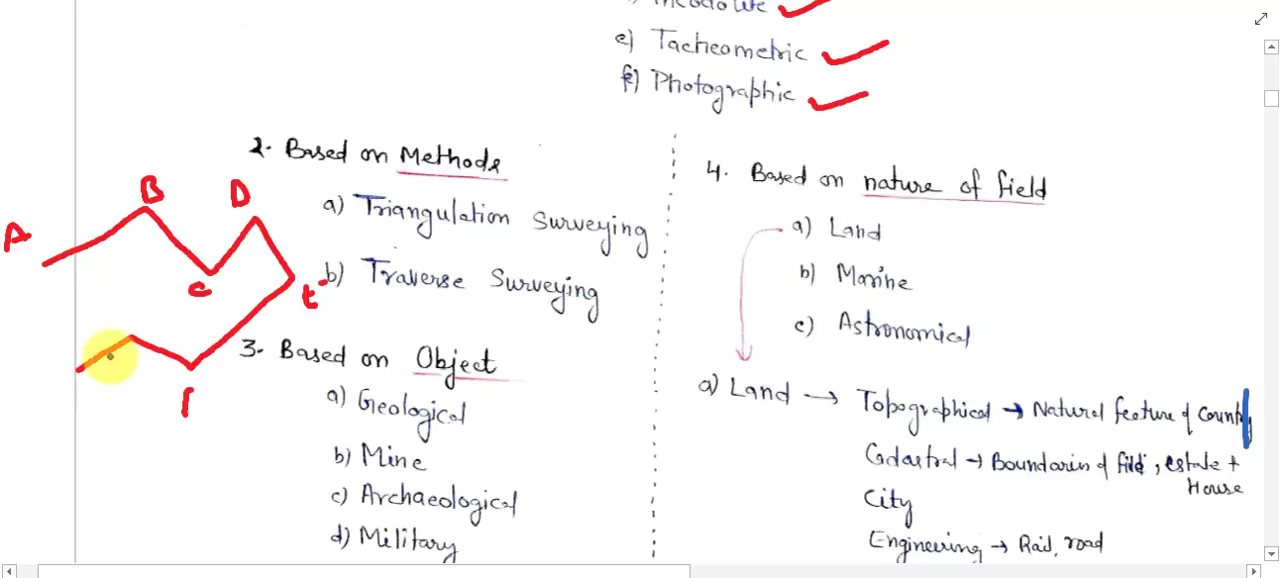 d) Theodolite
e) Tacheometric
f) Photographic
2. Based on Methods
a) Triangulation Surveying
b) Traverse Surveying
3. Based on Object
a) Geological
b) Mine
c) Archaeological
d) Military
A
B
C
D
E
4. Based on nature of field
a) Land
b) Marine
c) Astronomical
a) Land → Topographical → Natural feature of Country
Cadastral → Boundaries of field, estate +
House
City
Engineering → Rail, road